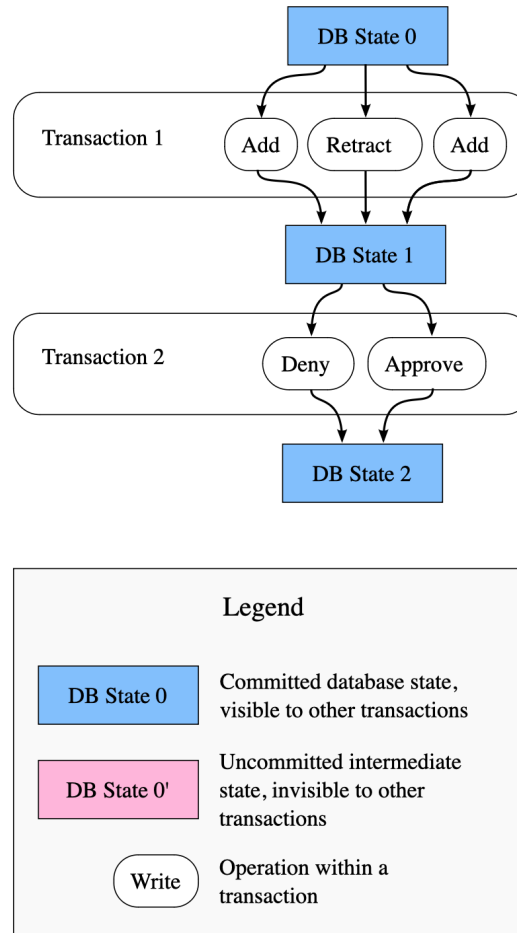 DB State 0
Transaction 1
Add
Retract
Add
DB State 1
Transaction 2
Deny
Approve
DB State 2
Legend
DB State 0
Committed database state,
visible to other transactions
DB State 0'
Uncommitted intermediate
state, invisible to other
transactions
Write
Operation within a
transaction